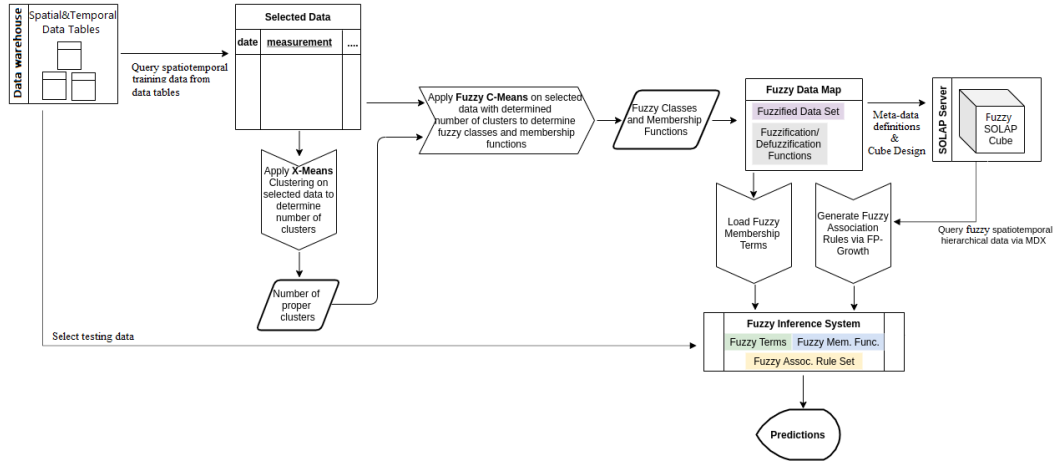 Data warehouse
Spatial&Temporal
Data Tables
Query spatiotemporal
training data from
data tables
Selected Data
date measurement ....
Apply X-Means
Clustering on
selected data to
determine
number of
clusters
Number of
proper
clusters
Apply Fuzzy C-Means on selected
data with determined
number of clusters to determine
fuzzy classes and membership
functions
Fuzzy Classes
and Membership
Functions
Fuzzy Data Map
Fuzzified Data Set
Fuzzification/
Defuzzification
Functions
Meta-data
definitions
&
Cube Design
SOLAP Server
Fuzzy
SOLAP
Cube
Query fuzzy spatiotemporal
hierarchical data via MDX
Load Fuzzy
Membership
Terms
Generate Fuzzy
Association
Rules via FP-
Growth
Select testing data
Fuzzy Inference System
Fuzzy Terms
Fuzzy Mem. Func.
Fuzzy Assoc. Rule Set
Predictions